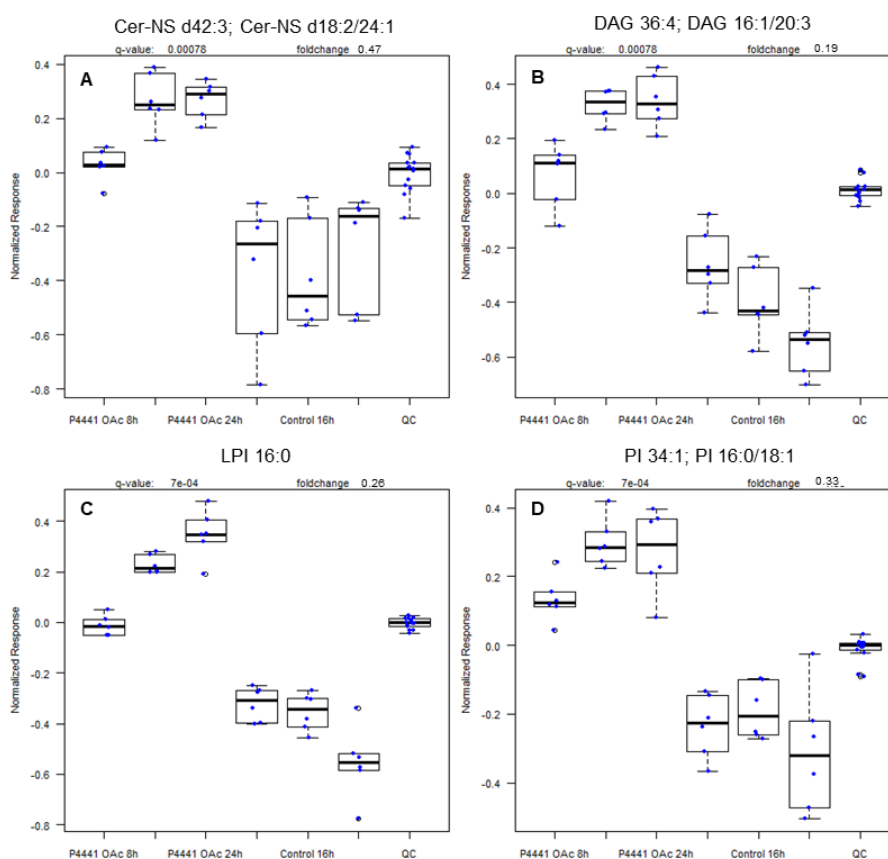 Cer-NS d42:3; Cer-NS d18:2/24:1
q-value: 0.00078 foldchange 0.47
A
Normalized Response
0.4
0.2
0.0
-0.2
-0.4
-0.6
-0.8
P4441 OAc 8h P4441 OAc 24h Control 16h QC
DAG 36:4; DAG 16:1/20:3
q-value: 0.00078 foldchange 0.19
B
Normalized Response
0.4
0.2
0.0
-0.2
-0.4
-0.6
P4441 OAc 8h P4441 OAc 24h Control 16h QC
LPI 16:0
q-value: 7e-04 foldchange 0.26
C
Normalized Response
0.4
0.2
0.0
-0.2
-0.4
-0.6
-0.8
P4441 OAc 8h P4441 OAc 24h Control 16h QC
PI 34:1; PI 16:0/18:1
q-value: 7e-04 foldchange 0.33
D
Normalized Response
0.4
0.2
0.0
-0.2
-0.4
P4441 OAc 8h P4441 OAc 24h Control 16h QC